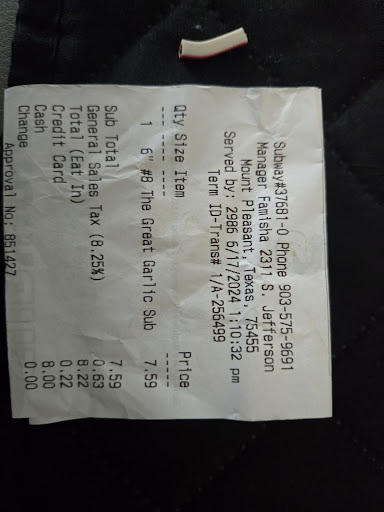 Subway#37681-0 Phone 903-575-9691
Manager Famisha 2311 S. Jefferson
Mount Pleasant, Texas, 75455
Served by: 2986 6/17/2024 1:10:32 pm
Term ID-Trans# 1/A-256499
Qty Size Item Price
--- ---- ---- -----
1 6" #8 The Great Garlic Sub 7.59
Sub Total 7.59
General Sales Tax (8.25%) 0.63
Total (Eat In) 8.22
Credit Card 0.22
Cash 8.00
Change 0.00
Approval No: 851427